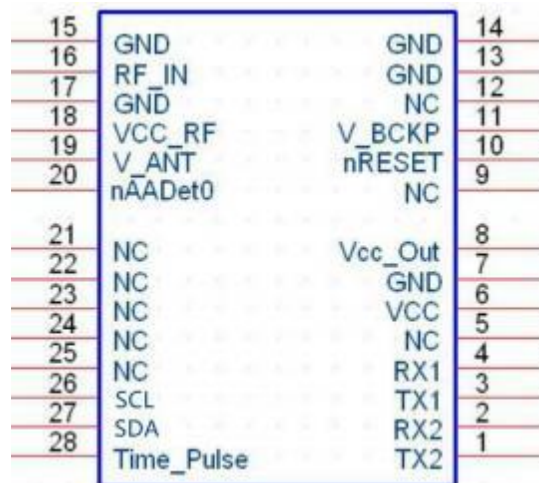 15 GND GND 14
16 RF_IN GND 13
17 GND NC 12
18 VCC_RF V_BCKP 11
19 V_ANT nRESET 10
20 nAADet0 NC 9
21 NC Vcc_Out 8
22 NC GND 7
23 NC VCC 6
24 NC NC 5
25 NC RX1 4
26 SCL TX1 3
27 SDA RX2 2
28 Time_Pulse TX2 1